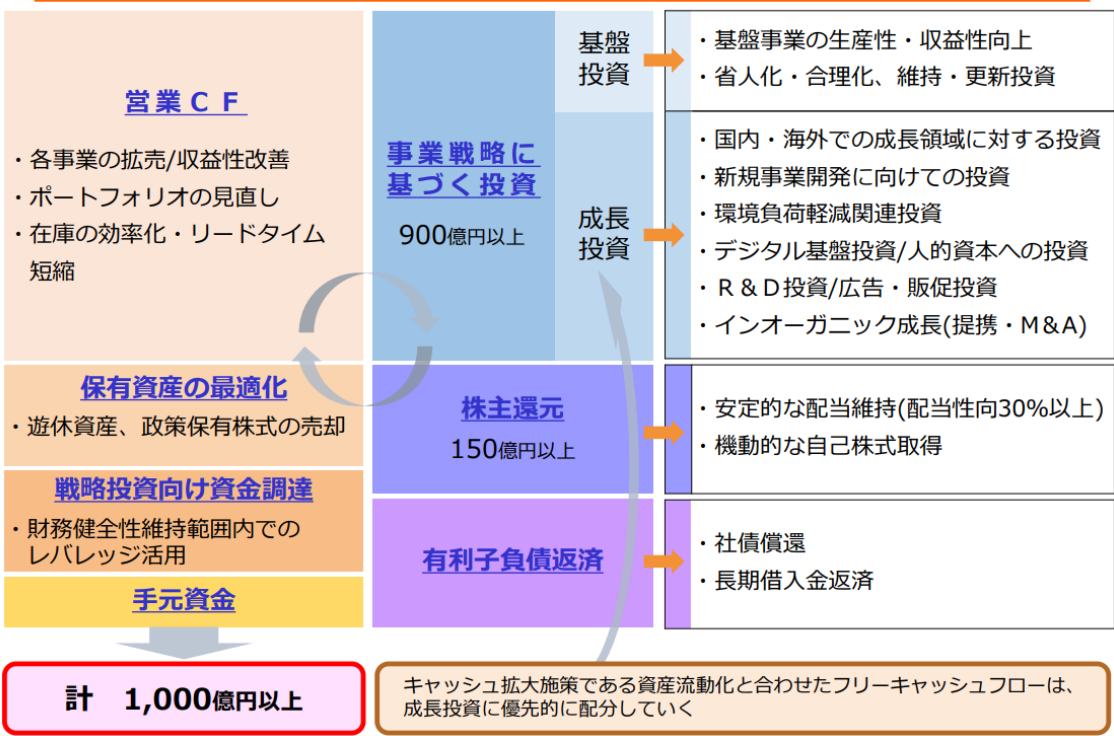 営業CF
・各事業の拡売/収益性改善
・ポートフォリオの見直し
・在庫の効率化・リードタイム
短縮
保有資産の最適化
・遊休資産、政策保有株式の売却
戦略投資向け資金調達
・財務健全性維持範囲内での
レバレッジ活用
手元資金
計 1,000億円以上
事業戦略に
基づく投資
900億円以上
基盤
投資
・基盤事業の生産性・収益性向上
・省人化・合理化、維持・更新投資
成長
投資
・国内・海外での成長領域に対する投資
・新規事業開発に向けての投資
・環境負荷軽減関連投資
・デジタル基盤投資/人的資本への投資
・R&D投資/広告・販促投資
・インオーガニック成長(提携・M&A)
株主還元
150億円以上
・安定的な配当維持(配当性向30%以上)
・機動的な自己株式取得
有利子負債返済
・社債償還
・長期借入金返済
キャッシュ拡大施策である資産流動化と合わせたフリーキャッシュフローは、
成長投資に優先的に配分していく